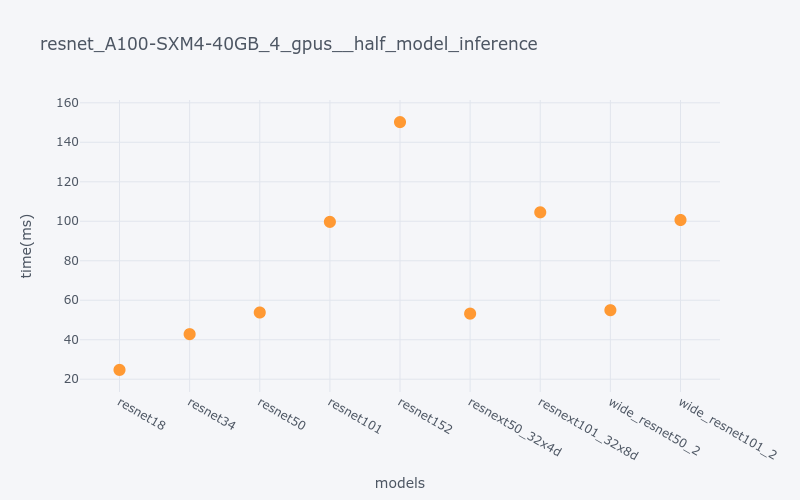 resnet_A100-SXM4-40GB_4_gpus__half_model_inference
160
140
120
100
80
60
40
20
time(ms)
resnet18
resnet34
resnet50
resnet101
resnet152
resnext50_32x4d
resnext101_32x8d
wide_resnet50_2
wide_resnet101_2
models